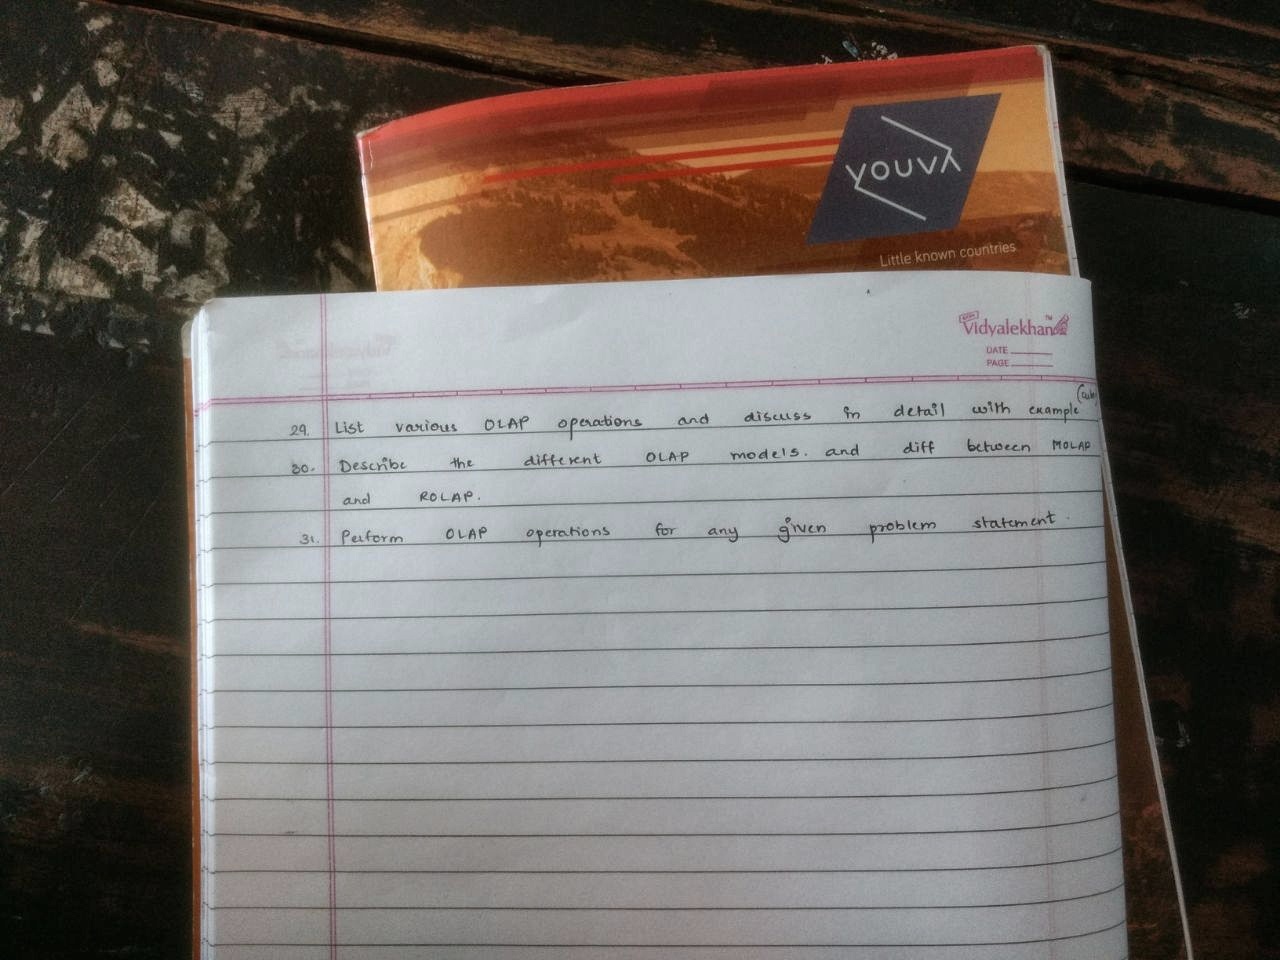 YOUVA
Little known countries
Vidyalekhan™
DATE
PAGE
29. List various OLAP operations and discuss in detail with example
30. Describe the different OLAP models. and diff between MOLAP
and ROLAP.
31. Perform OLAP operations for any given problem statement.